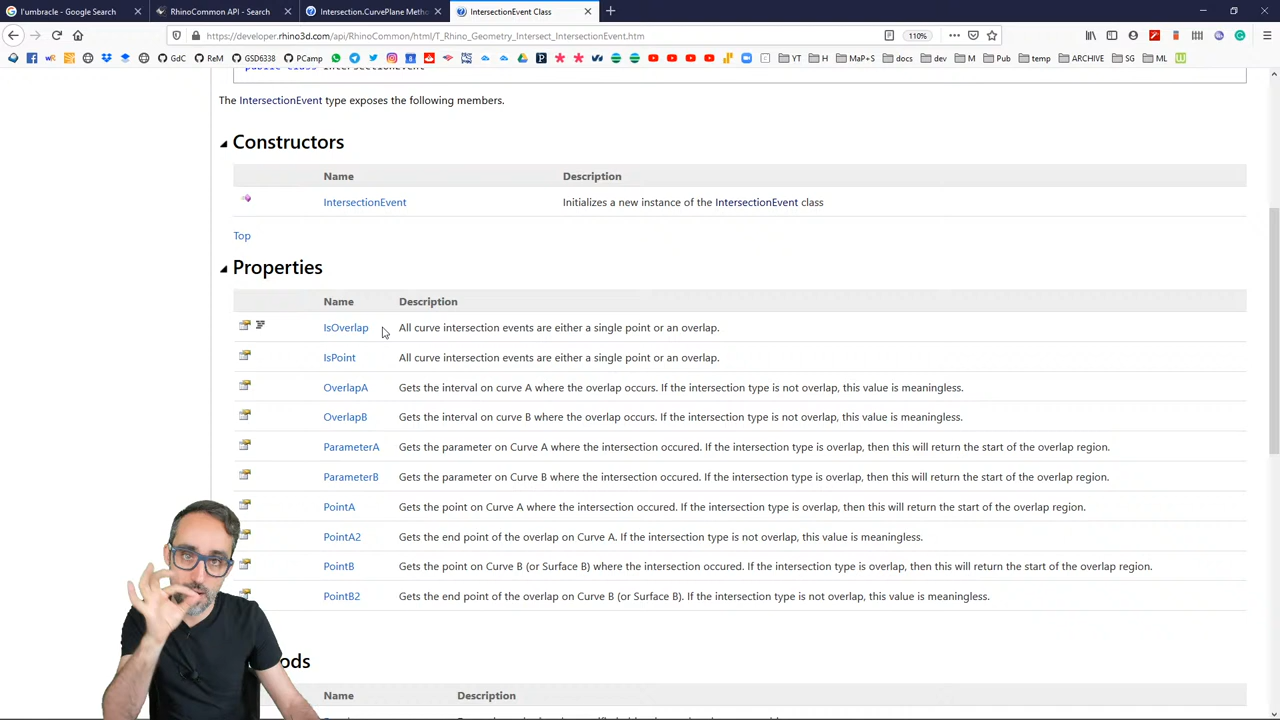 l'umbracle - Google Search
RhinoCommon API - Search
Intersection.CurvePlane Method
IntersectionEvent Class
https://developer.rhino3d.com/api/RhinoCommon/html/T_Rhino_Geometry_Intersect_IntersectionEvent.htm
110%
GdC
ReM
GSD6338
PCamp
YT
H
MaP+S
docs
dev
M
Pub
temp
ARCHIVE
SG
ML
The IntersectionEvent type exposes the following members.
Constructors
Name Description
IntersectionEvent Initializes a new instance of the IntersectionEvent class
Top
Properties
Name Description
IsOverlap All curve intersection events are either a single point or an overlap.
IsPoint All curve intersection events are either a single point or an overlap.
OverlapA Gets the interval on curve A where the overlap occurs. If the intersection type is not overlap, this value is meaningless.
OverlapB Gets the interval on curve B where the overlap occurs. If the intersection type is not overlap, this value is meaningless.
ParameterA Gets the parameter on Curve A where the intersection occured. If the intersection type is overlap, then this will return the start of the overlap region.
ParameterB Gets the parameter on Curve B where the intersection occured. If the intersection type is overlap, then this will return the start of the overlap region.
PointA Gets the point on Curve A where the intersection occured. If the intersection type is overlap, then this will return the start of the overlap region.
PointA2 Gets the end point of the overlap on Curve A. If the intersection type is not overlap, this value is meaningless.
PointB Gets the point on Curve B (or Surface B) where the intersection occured. If the intersection type is overlap, then this will return the start of the overlap region.
PointB2 Gets the end point of the overlap on Curve B (or Surface B). If the intersection type is not overlap, this value is meaningless.
ods
Name Description